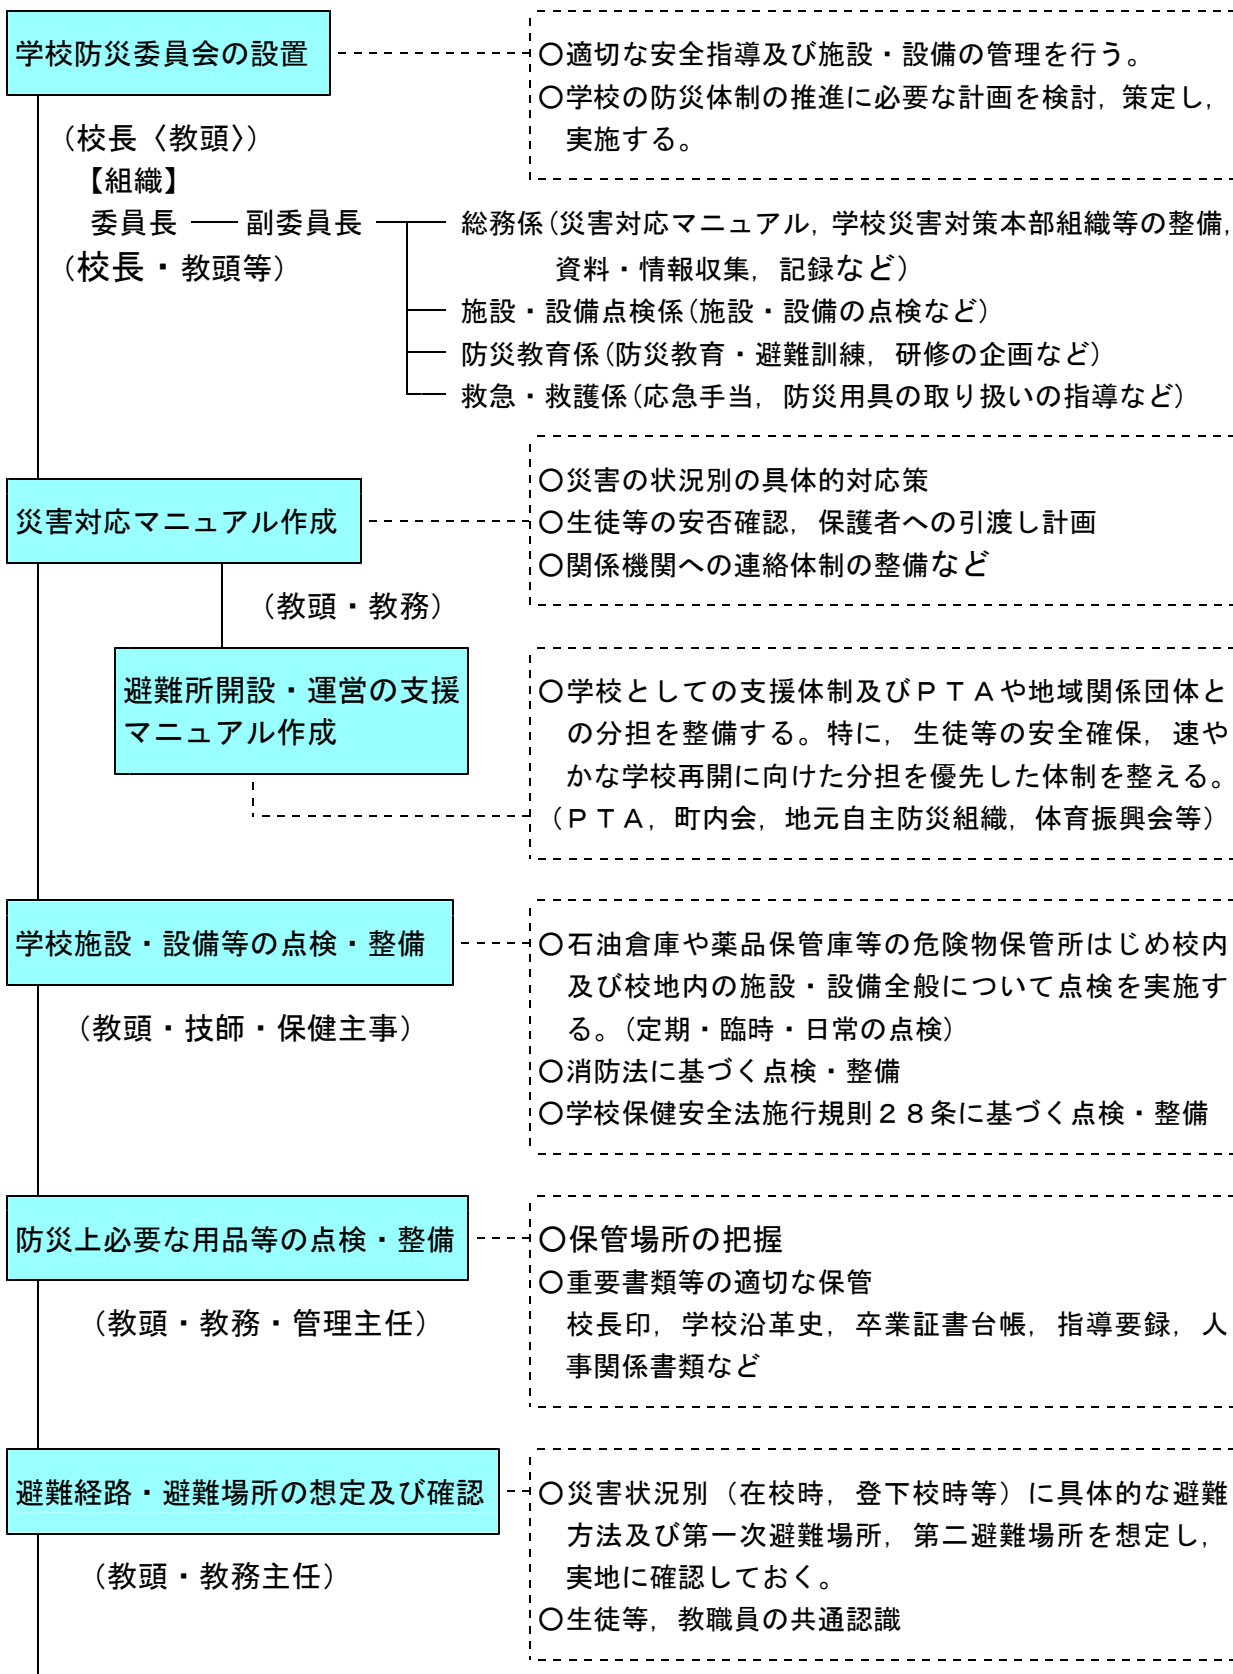 学校防災委員会の設置
○適切な安全指導及び施設・設備の管理を行う。
○学校の防災体制の推進に必要な計画を検討，策定し，
実施する。
（校長〈教頭〉）
【組織】
委員長 副委員長 総務係（災害対応マニュアル，学校災害対策本部組織等の整備，
（校長・教頭等） 資料・情報収集，記録など）
施設・設備点検係（施設・設備の点検など）
防災教育係（防災教育・避難訓練，研修の企画など）
救急・救護係（応急手当，防災用具の取り扱いの指導など）
災害対応マニュアル作成
○災害の状況別の具体的対応策
○生徒等の安否確認，保護者への引渡し計画
○関係機関への連絡体制の整備など
（教頭・教務）
避難所開設・運営の支援
マニュアル作成
○学校としての支援体制及びＰＴＡや地域関係団体と
の分担を整備する。特に，生徒等の安全確保，速や
かな学校再開に向けた分担を優先した体制を整える。
（ＰＴＡ，町内会，地元自主防災組織，体育振興会等）
学校施設・設備等の点検・整備
（教頭・技師・保健主事）
○石油倉庫や薬品保管庫等の危険物保管所はじめ校内
及び校地内の施設・設備全般について点検を実施す
る。（定期・臨時・日常の点検）
○消防法に基づく点検・整備
○学校保健安全法施行規則２８条に基づく点検・整備
防災上必要な用品等の点検・整備
（教頭・教務・管理主任）
○保管場所の把握
○重要書類等の適切な保管
校長印，学校沿革史，卒業証書台帳，指導要録，人
事関係書類など
避難経路・避難場所の想定及び確認
（教頭・教務主任）
○災害状況別（在校時，登下校時等）に具体的な避難
方法及び第一次避難場所，第二避難場所を想定し，
実地に確認しておく。
○生徒等，教職員の共通認識